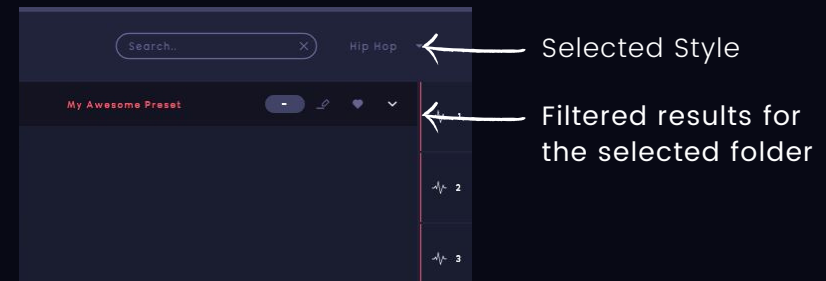 Search..
Hip Hop
Selected Style
My Awesome Preset
-
1
Filtered results for
the selected folder
2
3